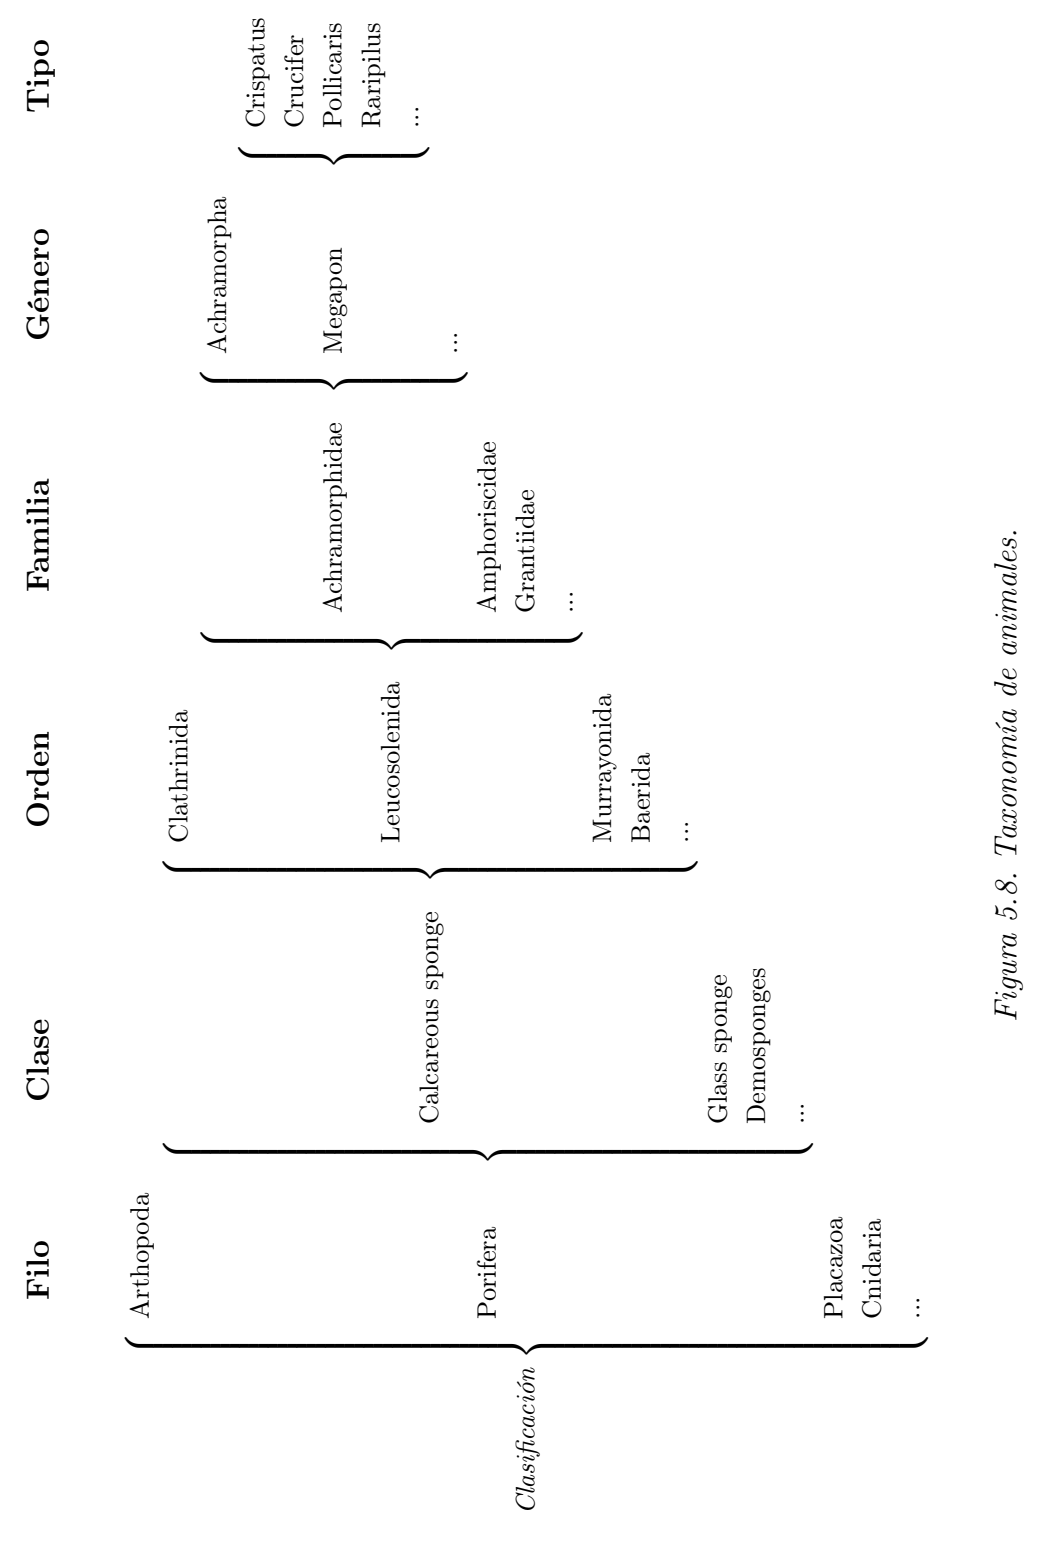 Filo Clase Orden Familia Género Tipo
Arthopoda
Clathrinida
Achramorpha
Crispatus
Crucifer
Clasificación Porifera Calcareous sponge Leucosolenida Achramorphidae Megapon Pollicaris
Raripilus
...
...
Amphoriscidae
Grantiidae
...
Murrayonida
Baerida
...
Glass sponge
Demosponges
...
Placazoa
Cnidaria
...
Figura 5.8. Taxonomía de animales.